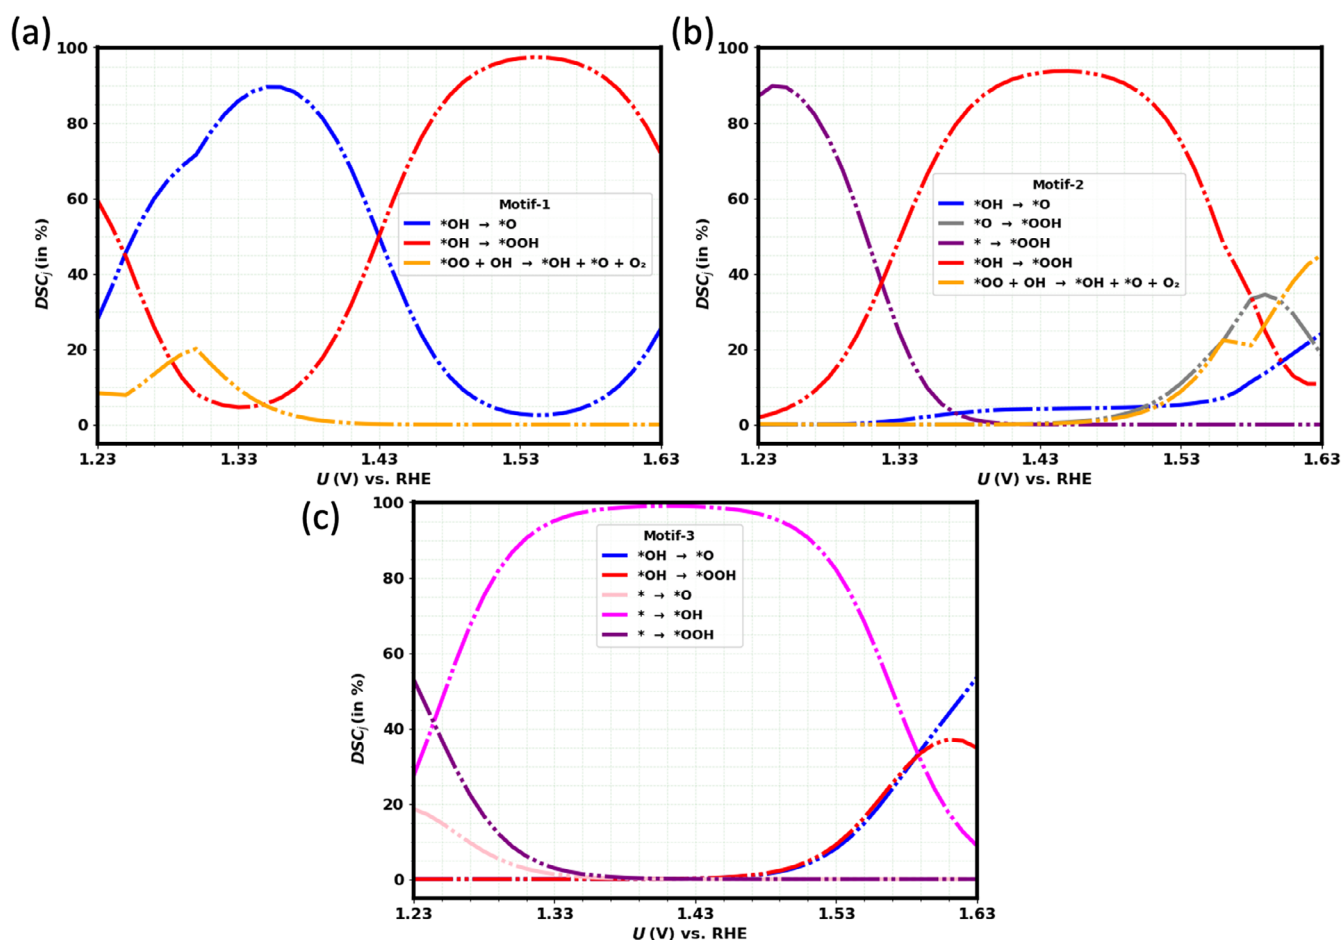 (a)
100
80
60
40
20
0
DSCj (in %)
Motif-1
*OH → *O
*OH → *OOH
*OO + OH → *OH + *O + O₂
1.23
1.33
1.43
1.53
1.63
U (V) vs. RHE
(b)
100
80
60
40
20
0
DSCj (in %)
Motif-2
*OH → *O
*O → *OOH
* → *OOH
*OH → *OOH
*OO + OH → *OH + *O + O₂
1.23
1.33
1.43
1.53
1.63
U (V) vs. RHE
(c)
100
80
60
40
20
0
DSCj (in %)
Motif-3
*OH → *O
*OH → *OOH
* → *O
* → *OH
* → *OOH
1.23
1.33
1.43
1.53
1.63
U (V) vs. RHE